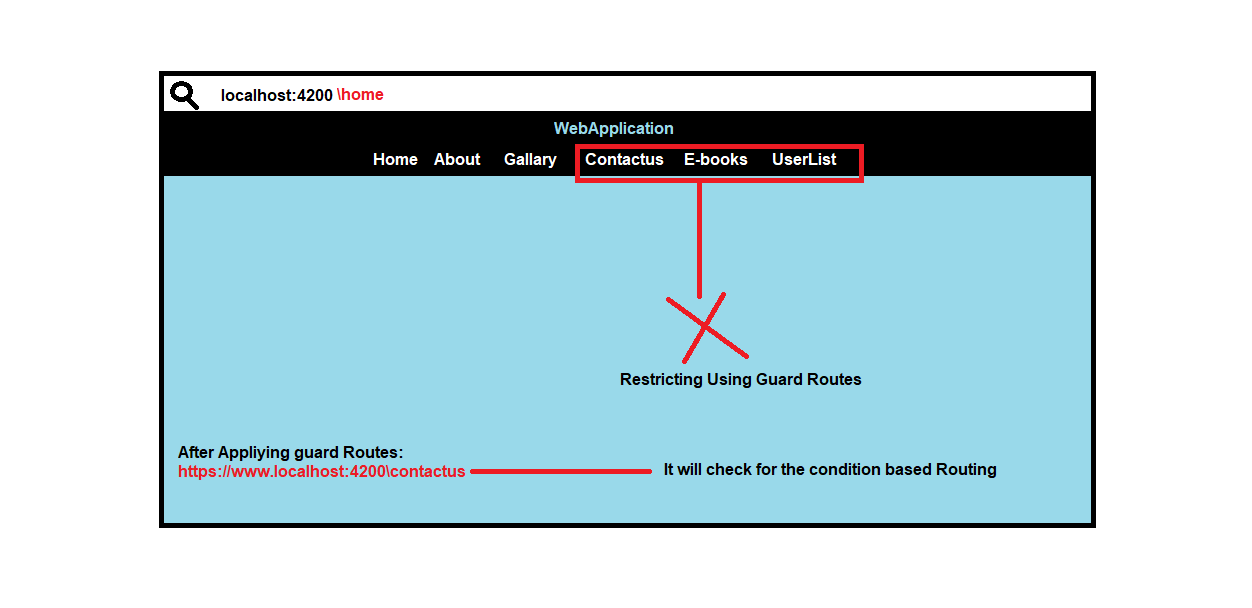 localhost:4200 \home
WebApplication
Home About Gallary Contactus E-books UserList
Restricting Using Guard Routes
After Appliying guard Routes:
https://www.localhost:4200\contactus It will check for the condition based Routing